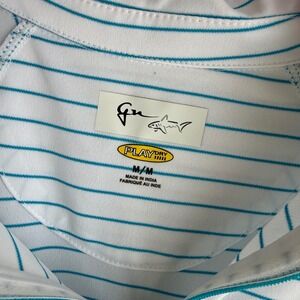 gn
PLAYDRY
M/M
MADE IN INDIA
FABRIQUÉ AU INDE